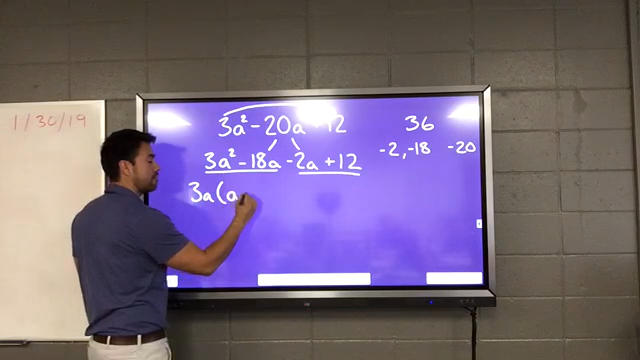 1/30/19
3a² - 20a 12
36
3a² - 18a - 2a + 12
-2, -18 -20
3a(a